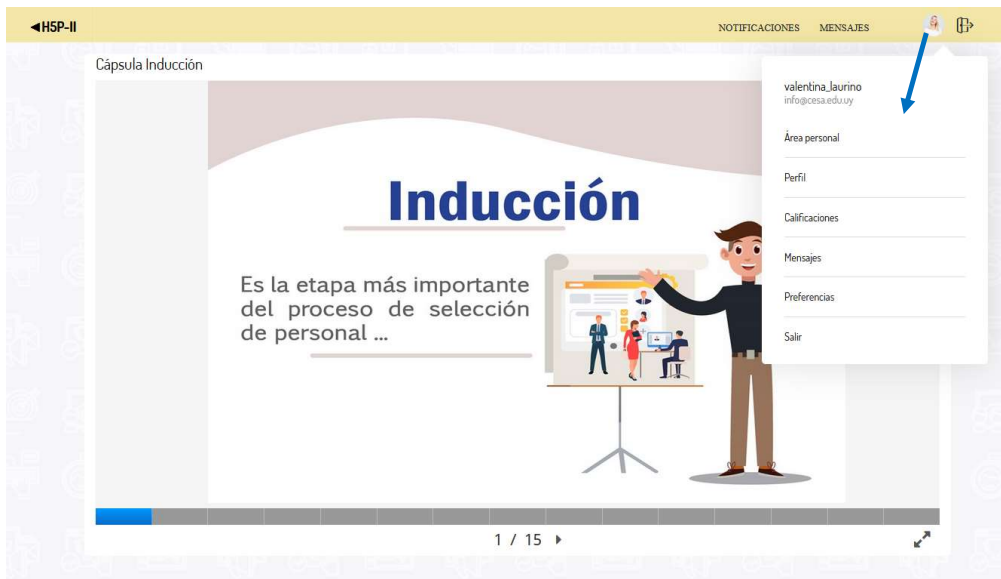 ◄H5P-II
NOTIFICACIONES MENSAJES
Cápsula Inducción
valentina_laurino
info@cesa.edu.uy
Área personal
Perfil
Calificaciones
Mensajes
Preferencias
Salir
Inducción
Es la etapa más importante
del proceso de selección
de personal ...
1 / 15